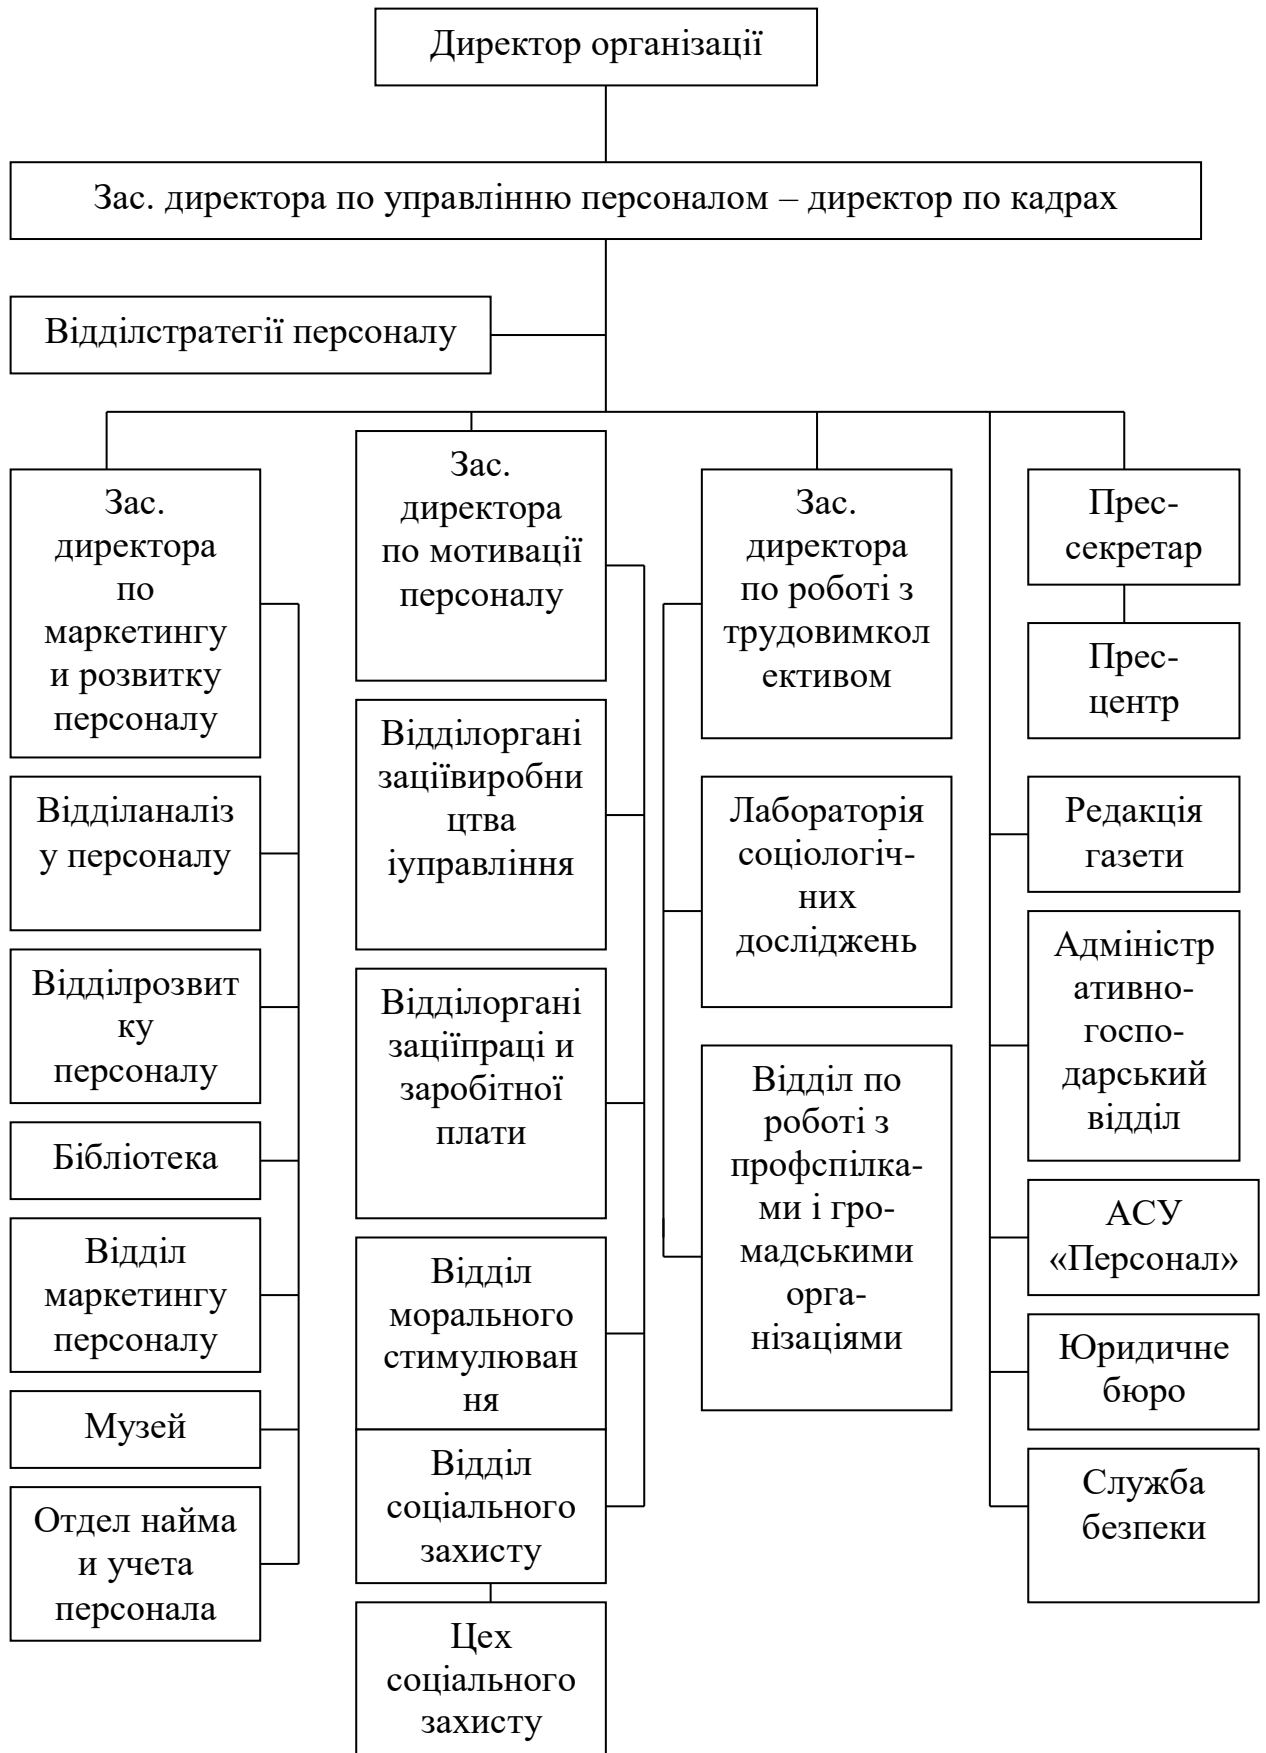 Директор організації
Зас. директора по управлінню персоналом – директор по кадрах
Відділстратегії персоналу
Зас.
директора
по
маркетингу
и розвитку
персоналу
Відділаналіз
у персоналу
Відділрозвит
ку
персоналу
Бібліотека
Відділ
маркетингу
персоналу
Музей
Отдел найма
и учета
персонала
Зас.
директора
по мотивації
персоналу
Відділоргані
заціївиробни
цтва
іуправління
Відділоргані
заціїпраці и
заробітної
плати
Відділ
морального
стимулюван
ня
Відділ
соціального
захисту
Цех
соціального
захисту
Зас.
директора
по роботі з
трудовимкол
ективом
Лабораторія
соціологіч-
них
досліджень
Відділ по
роботі з
профспілка-
ми і гро-
мадськими
орга-
нізаціями
Прес-
секретар
Прес-
центр
Редакція
газети
Адміністр
ативно-
госпо-
дарський
відділ
АСУ
«Персонал»
Юридичне
бюро
Служба
безпеки